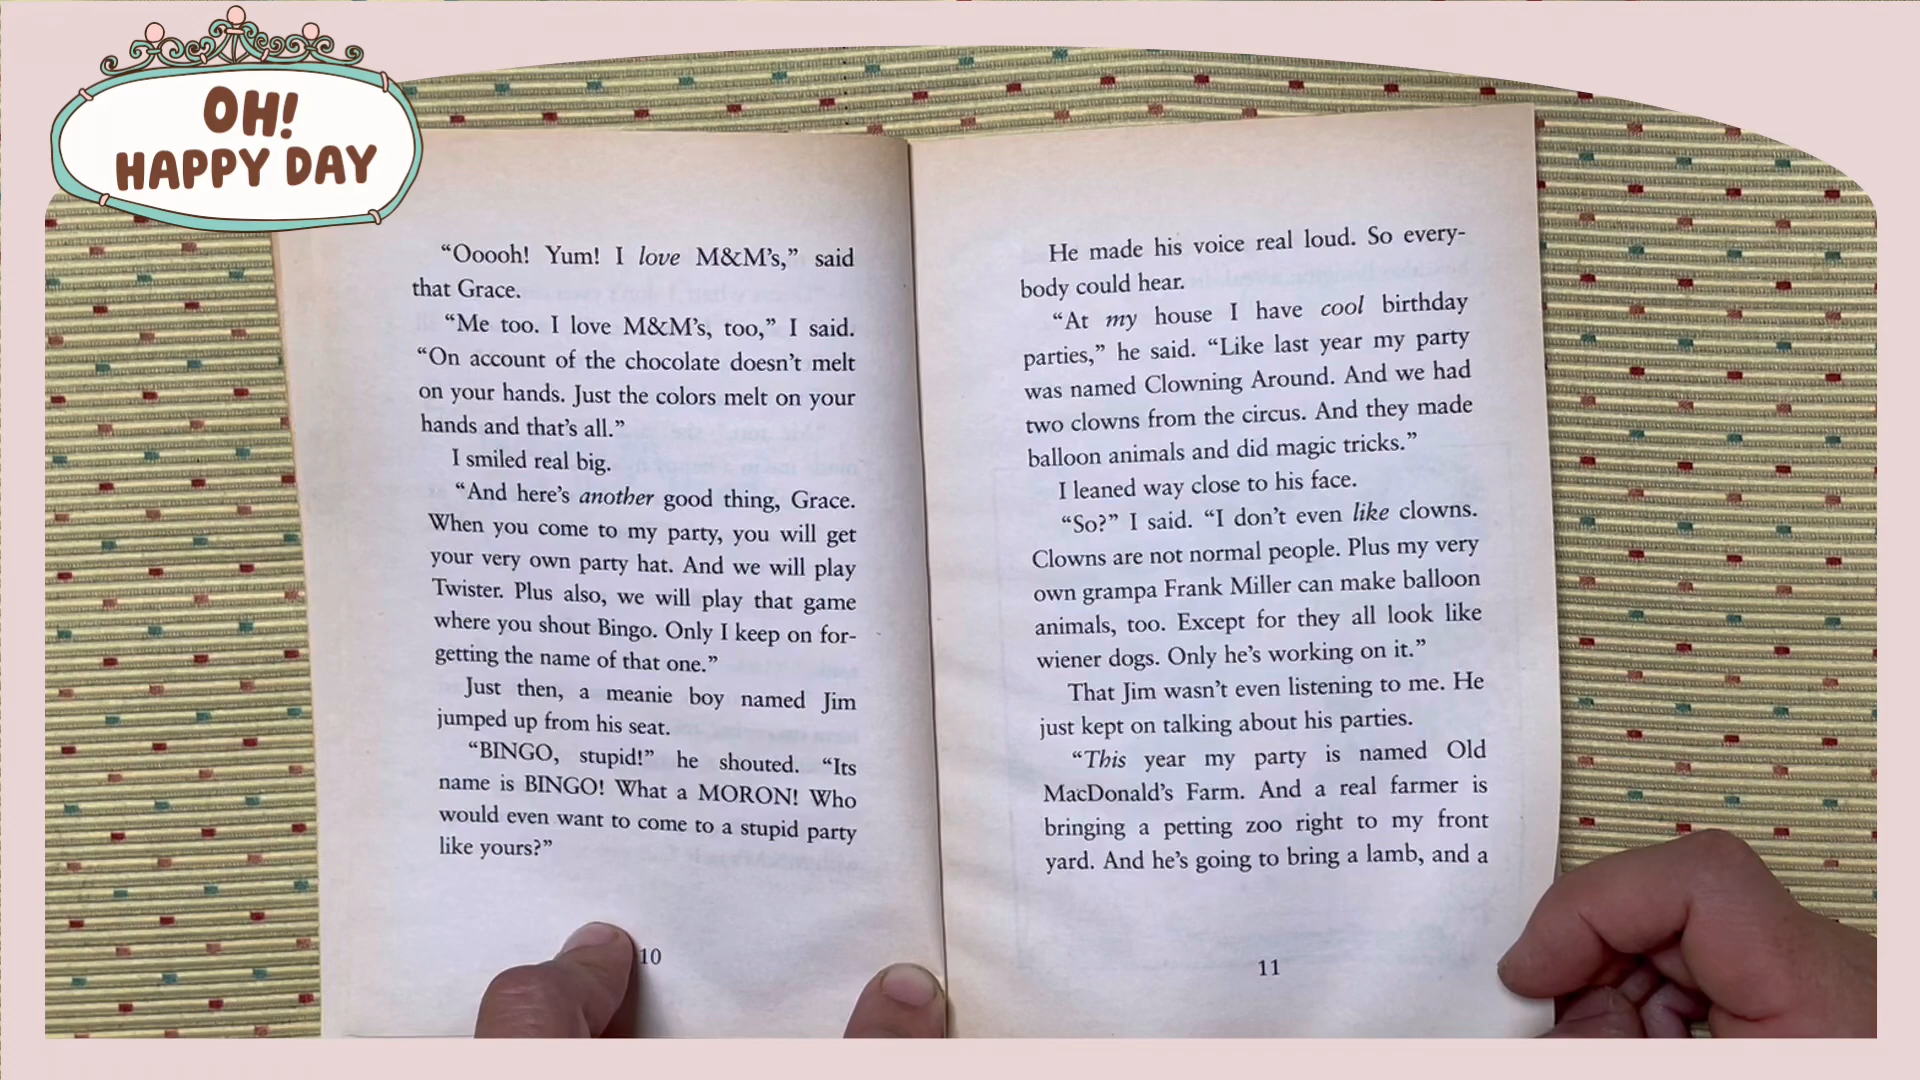 OH!
HAPPY DAY
“Ooooh! Yum! I love M&M’s,” said
that Grace.
“Me too. I love M&M’s, too,” I said.
“On account of the chocolate doesn’t melt
on your hands. Just the colors melt on your
hands and that’s all.”
I smiled real big.
“And here’s another good thing, Grace.
When you come to my party, you will get
your very own party hat. And we will play
Twister. Plus also, we will play that game
where you shout Bingo. Only I keep on for-
getting the name of that one.”
Just then, a meanie boy named Jim
jumped up from his seat.
“BINGO, stupid!” he shouted. “Its
name is BINGO! What a MORON! Who
would even want to come to a stupid party
like yours?”
10
He made his voice real loud. So every-
body could hear.
“At my house I have cool birthday
parties,” he said. “Like last year my party
was named Clowning Around. And we had
two clowns from the circus. And they made
balloon animals and did magic tricks.”
I leaned way close to his face.
“So?” I said. “I don’t even like clowns.
Clowns are not normal people. Plus my very
own grampa Frank Miller can make balloon
animals, too. Except for they all look like
wiener dogs. Only he’s working on it.”
That Jim wasn’t even listening to me. He
just kept on talking about his parties.
“This year my party is named Old
MacDonald’s Farm. And a real farmer is
bringing a petting zoo right to my front
yard. And he’s going to bring a lamb, and a
11